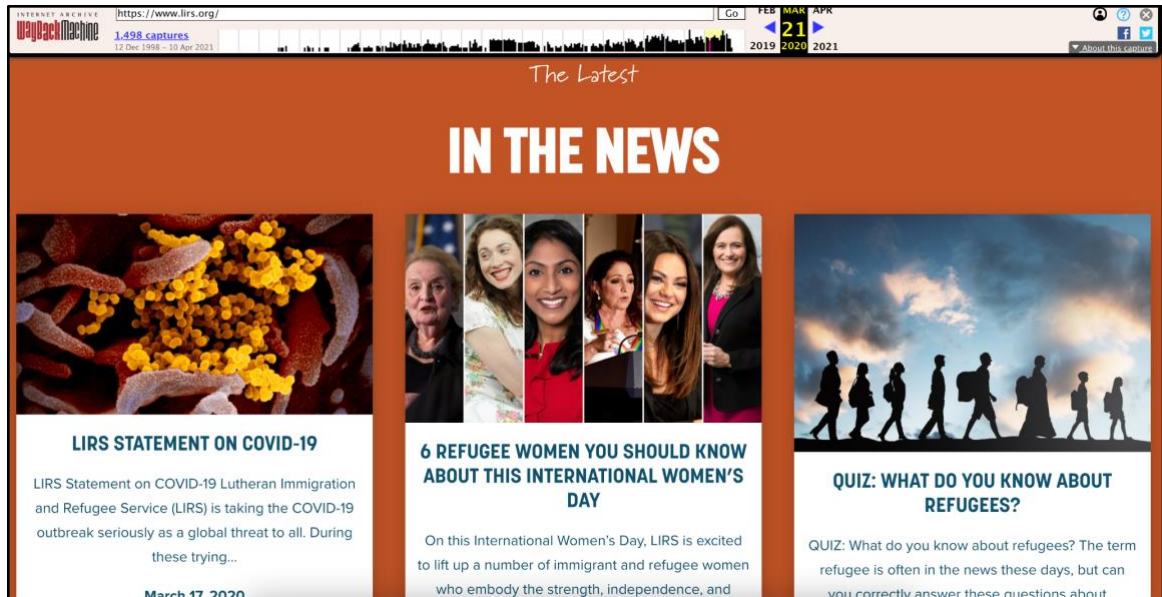 INTERNET ARCHIVE
WayBackMachine
https://www.lirs.org/
Go
1,498 captures
12 Dec 1998 – 10 Apr 2021
FEB MAR APR
21
2019 2020 2021
About this capture
The Latest
IN THE NEWS
LIRS STATEMENT ON COVID-19
LIRS Statement on COVID-19 Lutheran Immigration
and Refugee Service (LIRS) is taking the COVID-19
outbreak seriously as a global threat to all. During
these trying...
March 17, 2020
6 REFUGEE WOMEN YOU SHOULD KNOW
ABOUT THIS INTERNATIONAL WOMEN'S
DAY
On this International Women's Day, LIRS is excited
to lift up a number of immigrant and refugee women
who embody the strength, independence, and
QUIZ: WHAT DO YOU KNOW ABOUT
REFUGEES?
QUIZ: What do you know about refugees? The term
refugee is often in the news these days, but can
you correctly answer these questions about